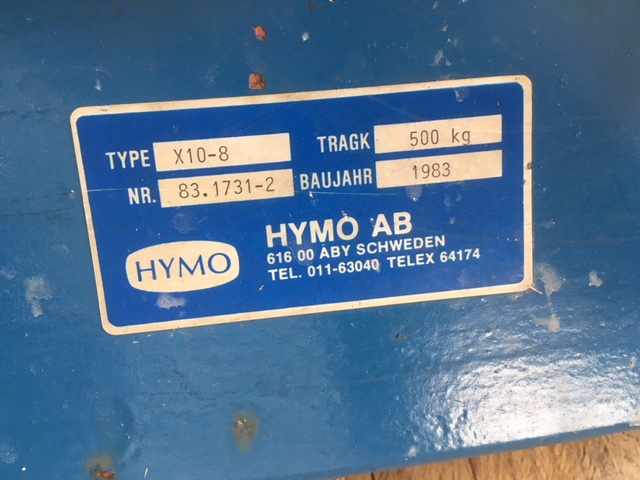 TYPE X10-8 TRAGK 500 kg
NR. 83.1731-2 BAUJAHR 1983
HYMO
HYMO AB
616 00 ÅBY SCHWEDEN
TEL. 011-63040 TELEX 64174